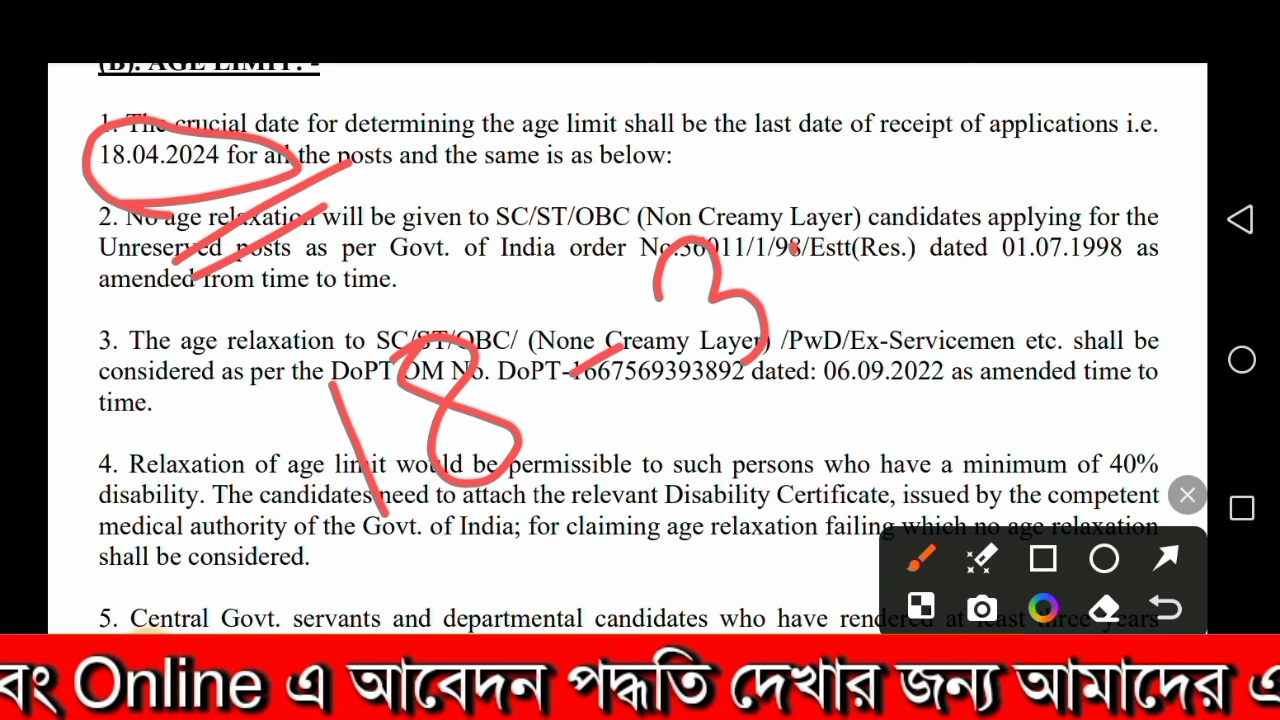 (B). AGE LIMIT: -
1. The crucial date for determining the age limit shall be the last date of receipt of applications i.e.
18.04.2024 for all the posts and the same is as below:
2. No age relaxation will be given to SC/ST/OBC (Non Creamy Layer) candidates applying for the
Unreserved posts as per Govt. of India order No.36011/1/98/Estt(Res.) dated 01.07.1998 as
amended from time to time.
3. The age relaxation to SC/ST/OBC/ (None Creamy Layer) /PwD/Ex-Servicemen etc. shall be
considered as per the DoPT OM No. DoPT-1667569393892 dated: 06.09.2022 as amended time to
time.
18 - 3
4. Relaxation of age limit would be permissible to such persons who have a minimum of 40%
disability. The candidates need to attach the relevant Disability Certificate, issued by the competent
medical authority of the Govt. of India; for claiming age relaxation failing which no age relaxation
shall be considered.
5. Central Govt. servants and departmental candidates who have rendered at least three years
বং Online এ আবেদন পদ্ধতি দেখার জন্য আমাদের এ